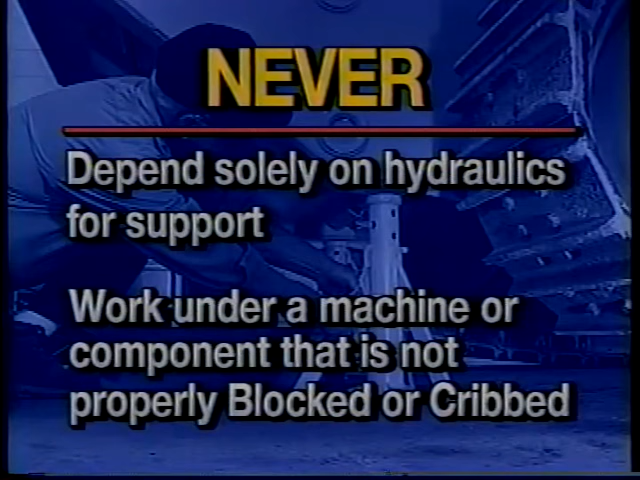 NEVER
Depend solely on hydraulics
for support
Work under a machine or
component that is not
properly Blocked or Cribbed